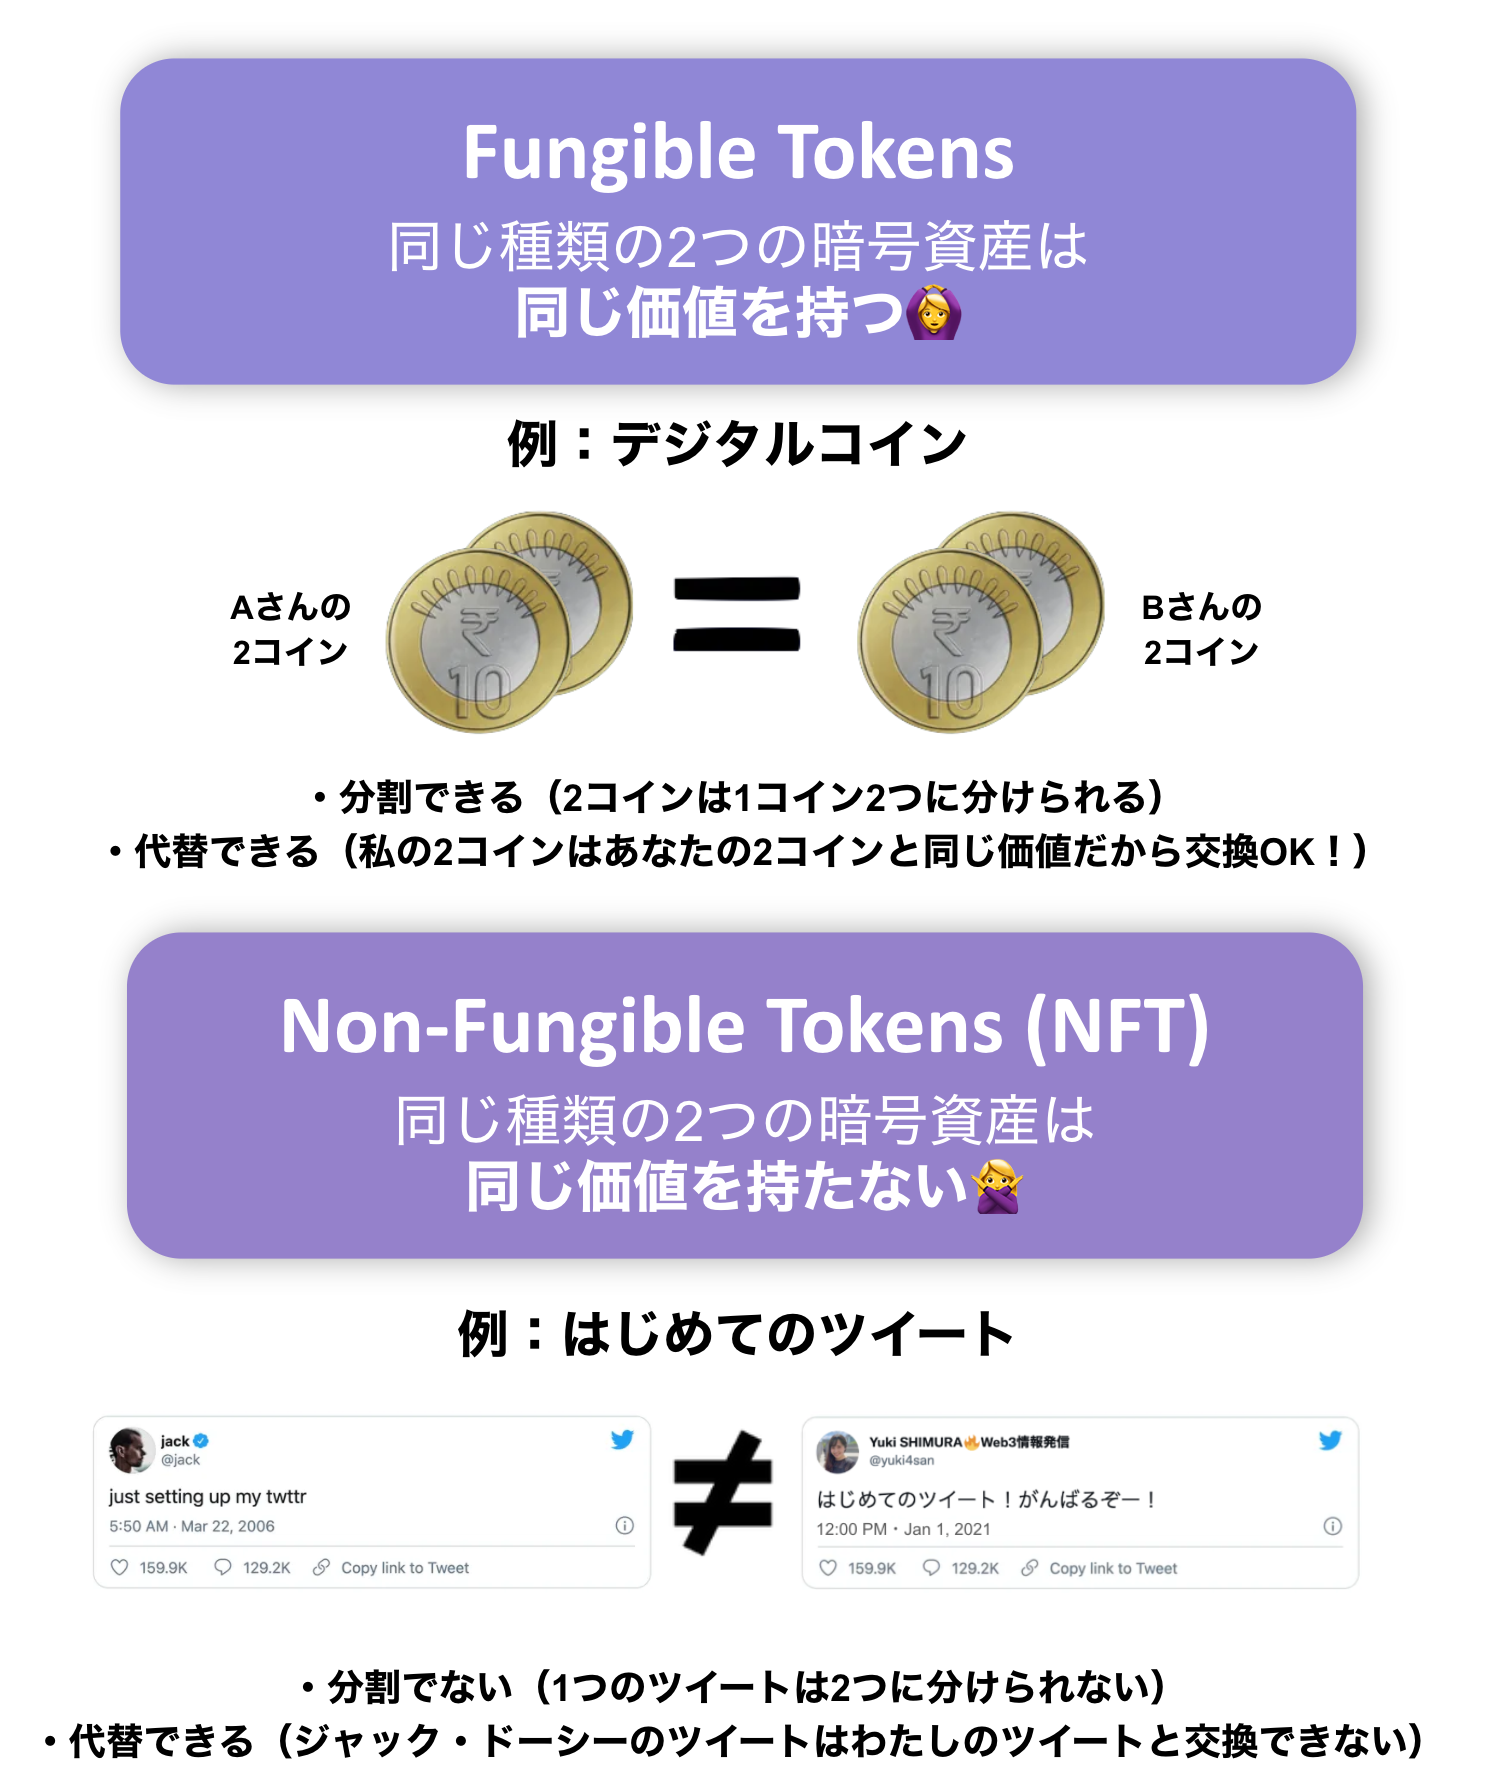 Fungible Tokens
同じ種類の2つの暗号資産は
同じ価値を持つ🙆‍♀️
例：デジタルコイン
Aさんの
2コイン
₹
10
₹
10
Bさんの
2コイン
・分割できる（2コインは1コイン2つに分けられる）
・代替できる（私の2コインはあなたの2コインと同じ価値だから交換OK！）
Non-Fungible Tokens (NFT)
同じ種類の2つの暗号資産は
同じ価値を持たない🙅‍♀️
例：はじめてのツイート
jack
@jack
just setting up my twttr
5:50 AM · Mar 22, 2006
159.9K 129.2K Copy link to Tweet
≠
Yuki SHIMURA🔥Web3情報発信
@yuki4san
はじめてのツイート！がんばるぞー！
12:00 PM・Jan 1, 2021
159.9K 129.2K Copy link to Tweet
・分割でない（1つのツイートは2つに分けられない）
・代替できる（ジャック・ドーシーのツイートはわたしのツイートと交換できない）